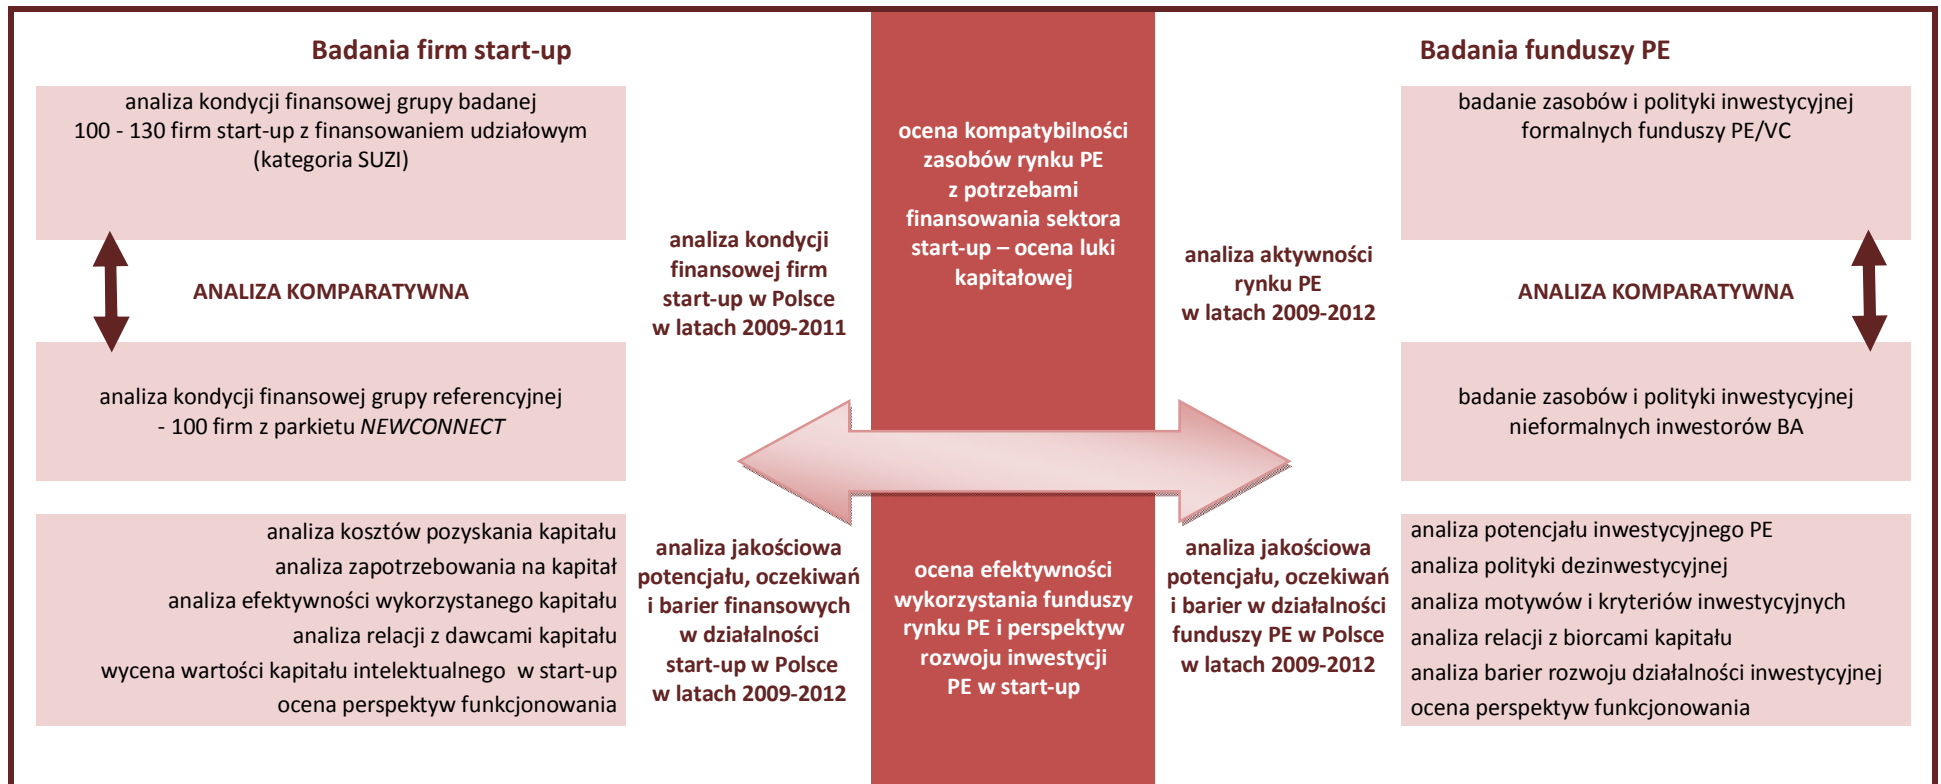 Badania firm start-up
analiza kondycji finansowej grupy badanej
100 - 130 firm start-up z finansowaniem udziałowym
(kategoria SUZI)
ANALIZA KOMPARATYWNA
analiza kondycji finansowej grupy referencyjnej
- 100 firm z parkietu NEWCONNECT
analiza kosztów pozyskania kapitału
analiza zapotrzebowania na kapitał
analiza efektywności wykorzystanego kapitału
analiza relacji z dawcami kapitału
wycena wartości kapitału intelektualnego w start-up
ocena perspektyw funkcjonowania
analiza kondycji
finansowej firm
start-up w Polsce
w latach 2009-2011
analiza jakościowa
potencjału, oczekiwań
i barier finansowych
w działalności
start-up w Polsce
w latach 2009-2012
ocena kompatybilności
zasobów rynku PE
z potrzebami
finansowania sektora
start-up – ocena luki
kapitałowej
ocena efektywności
wykorzystania funduszy
rynku PE i perspektyw
rozwoju inwestycji
PE w start-up
analiza aktywności
rynku PE
w latach 2009-2012
analiza jakościowa
potencjału, oczekiwań
i barier w działalności
funduszy PE w Polsce
w latach 2009-2012
Badania funduszy PE
badanie zasobów i polityki inwestycyjnej
formalnych funduszy PE/VC
ANALIZA KOMPARATYWNA
badanie zasobów i polityki inwestycyjnej
nieformalnych inwestorów BA
analiza potencjału inwestycyjnego PE
analiza polityki dezinwestycyjnej
analiza motywów i kryteriów inwestycyjnych
analiza relacji z biorcami kapitału
analiza barier rozwoju działalności inwestycyjnej
ocena perspektyw funkcjonowania